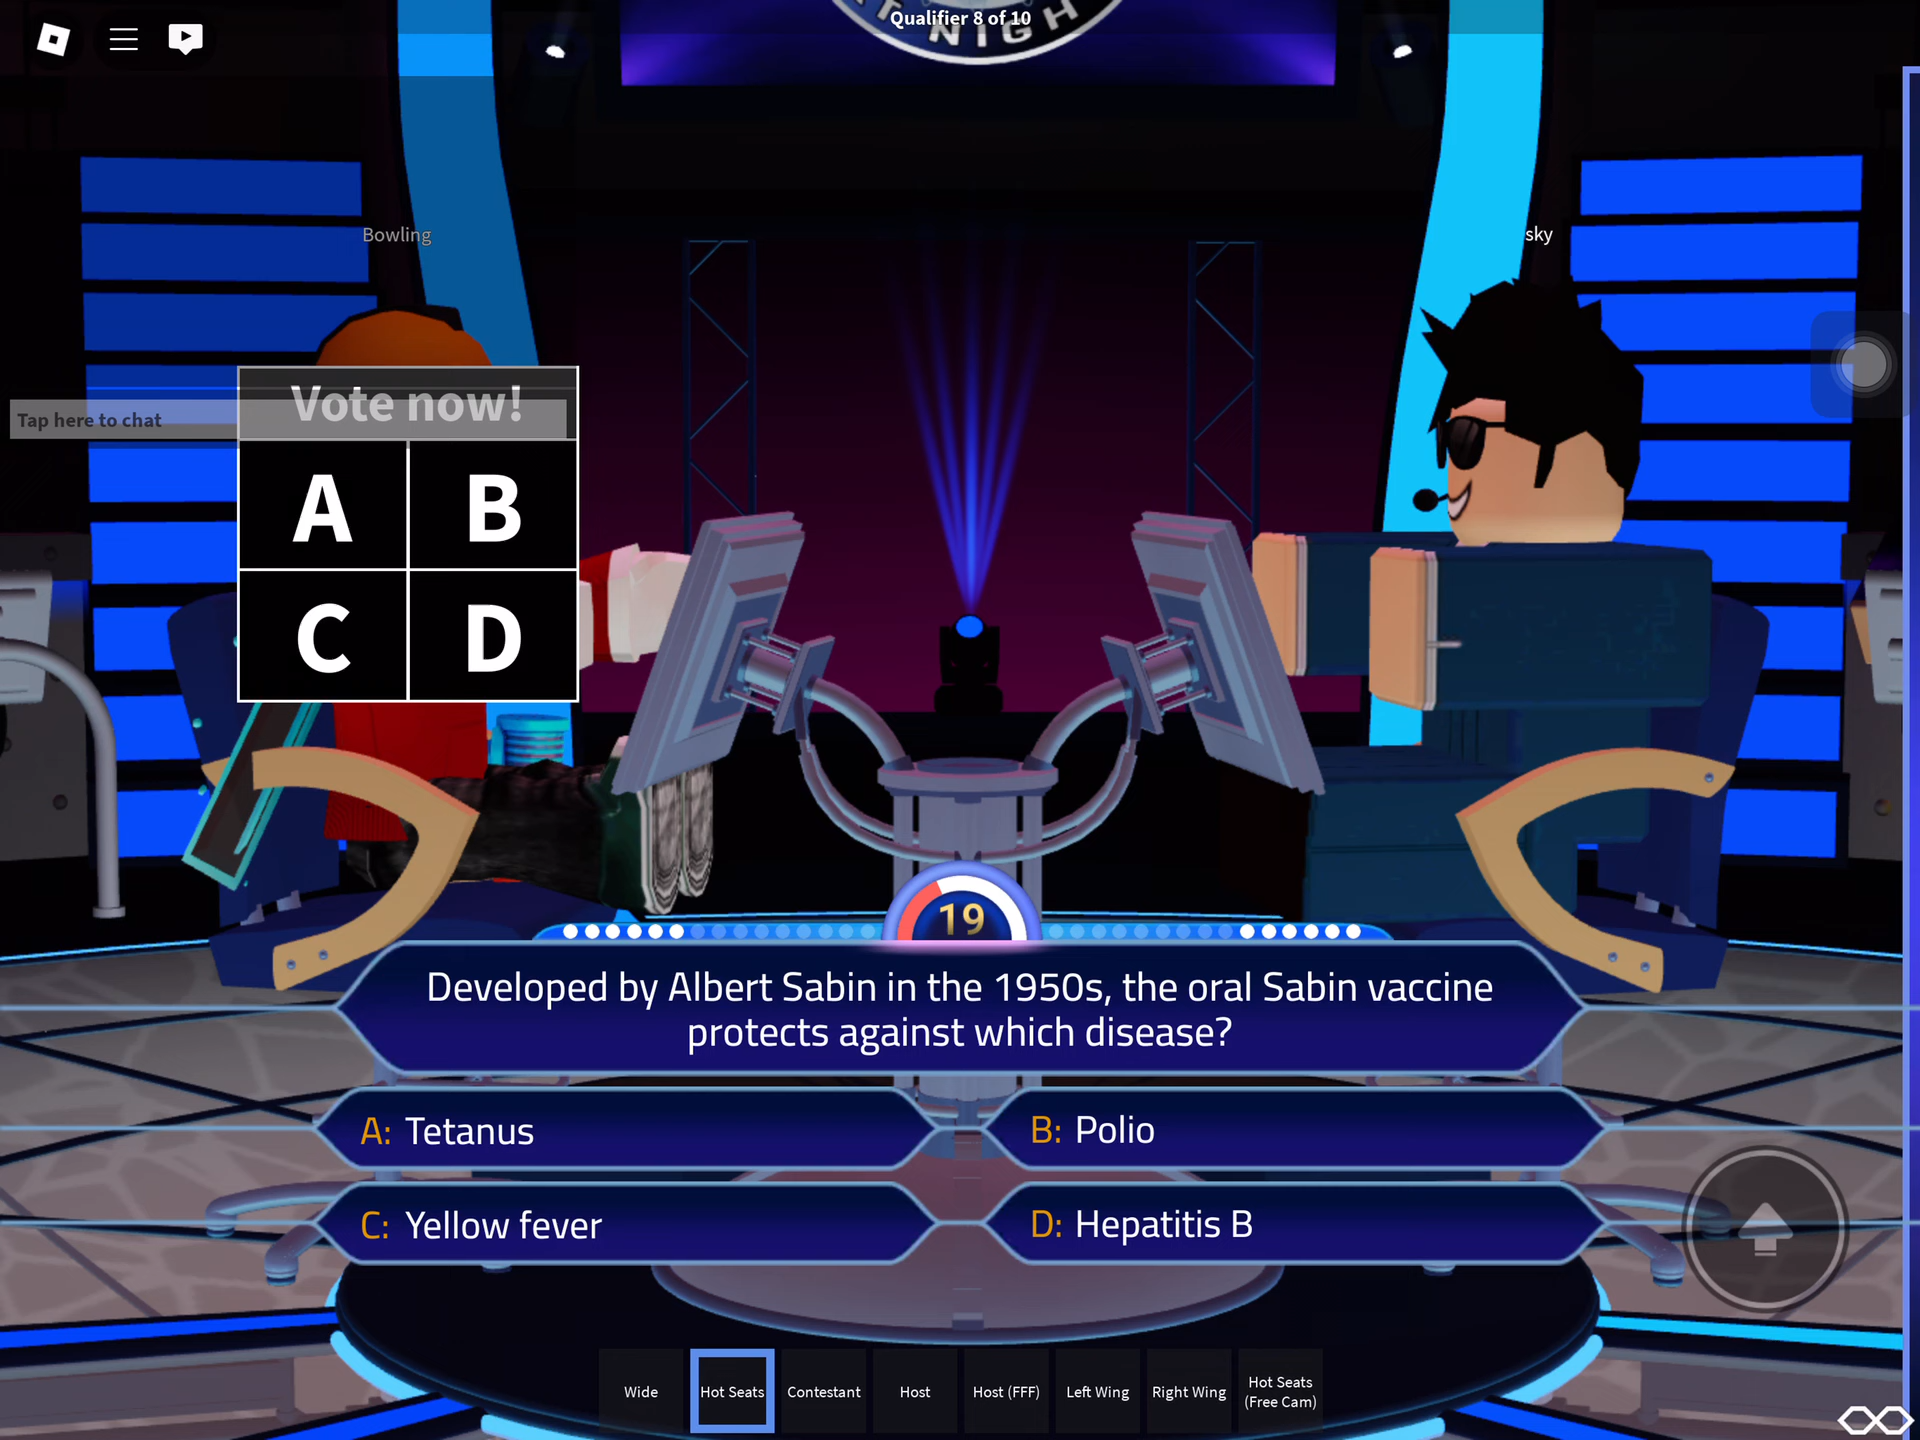 Qualifier 8 of 10
NIGH
Bowling
sky
Vote now!
Tap here to chat
A
B
C
D
19
Developed by Albert Sabin in the 1950s, the oral Sabin vaccine
protects against which disease?
A: Tetanus
B: Polio
C: Yellow fever
D: Hepatitis B
Wide
Hot Seats
Contestant
Host
Host (FFF)
Left Wing
Right Wing
Hot Seats
(Free Cam)